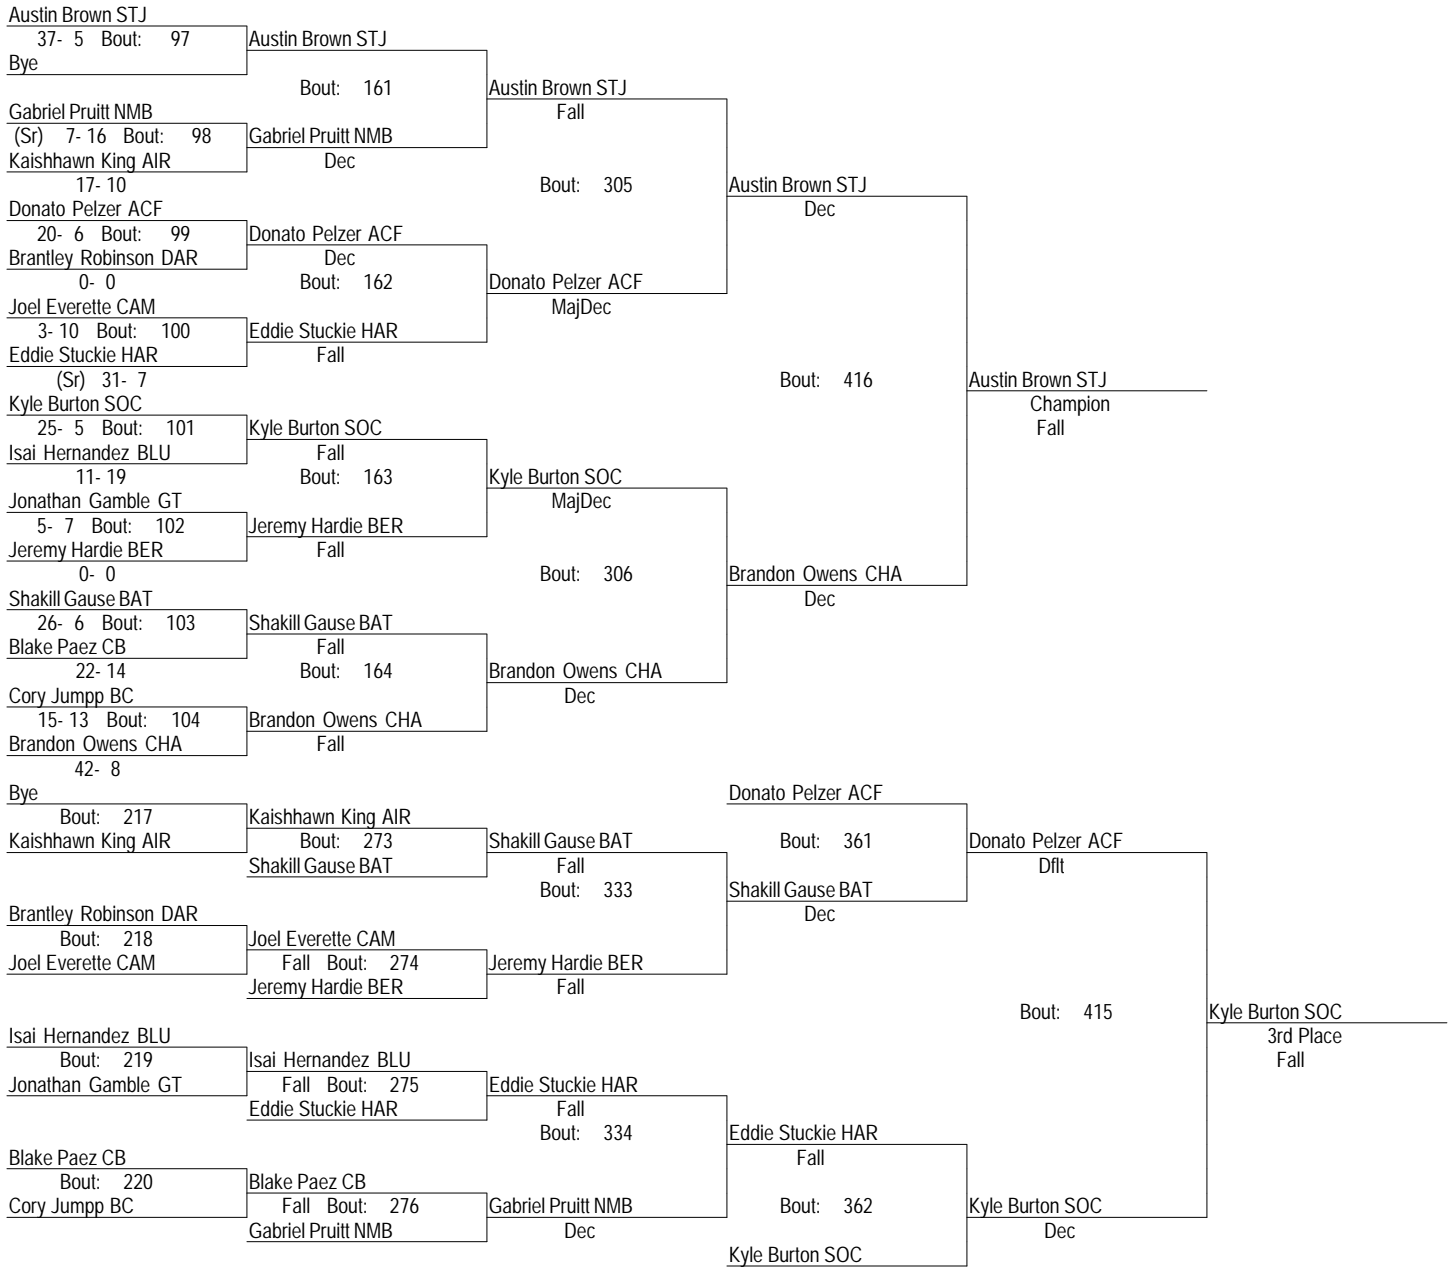 Austin Brown STJ
37- 5 Bout: 97
Austin Brown STJ
Bye
Bout: 161
Austin Brown STJ
Fall
Gabriel Pruitt NMB
(Sr) 7- 16 Bout: 98
Gabriel Pruitt NMB
Kaishhawn King AIR
Dec
17- 10
Bout: 305
Austin Brown STJ
Dec
Donato Pelzer ACF
20- 6 Bout: 99
Donato Pelzer ACF
Brantley Robinson DAR
Dec
0- 0
Bout: 162
Donato Pelzer ACF
MajDec
Joel Everette CAM
3- 10 Bout: 100
Eddie Stuckie HAR
Eddie Stuckie HAR
Fall
(Sr) 31- 7
Bout: 416
Austin Brown STJ
Champion
Fall
Kyle Burton SOC
25- 5 Bout: 101
Kyle Burton SOC
Isai Hernandez BLU
Fall
11- 19
Bout: 163
Kyle Burton SOC
MajDec
Jonathan Gamble GT
5- 7 Bout: 102
Jeremy Hardie BER
Jeremy Hardie BER
Fall
0- 0
Bout: 306
Brandon Owens CHA
Dec
Shakill Gause BAT
26- 6 Bout: 103
Shakill Gause BAT
Blake Paez CB
Fall
22- 14
Bout: 164
Brandon Owens CHA
Dec
Cory Jumpp BC
15- 13 Bout: 104
Brandon Owens CHA
Brandon Owens CHA
Fall
42- 8
Bye
Donato Pelzer ACF
Bout: 217
Kaishhawn King AIR
Kaishhawn King AIR
Bout: 273
Shakill Gause BAT
Bout: 361
Donato Pelzer ACF
Shakill Gause BAT
Fall
Dflt
Bout: 333
Shakill Gause BAT
Dec
Brantley Robinson DAR
Bout: 218
Joel Everette CAM
Joel Everette CAM
Fall Bout: 274
Jeremy Hardie BER
Jeremy Hardie BER
Fall
Bout: 415
Kyle Burton SOC
3rd Place
Fall
Isai Hernandez BLU
Bout: 219
Isai Hernandez BLU
Jonathan Gamble GT
Fall Bout: 275
Eddie Stuckie HAR
Eddie Stuckie HAR
Fall
Bout: 334
Eddie Stuckie HAR
Fall
Blake Paez CB
Bout: 220
Blake Paez CB
Cory Jumpp BC
Fall Bout: 276
Gabriel Pruitt NMB
Bout: 362
Kyle Burton SOC
Gabriel Pruitt NMB
Dec
Dec
Kyle Burton SOC